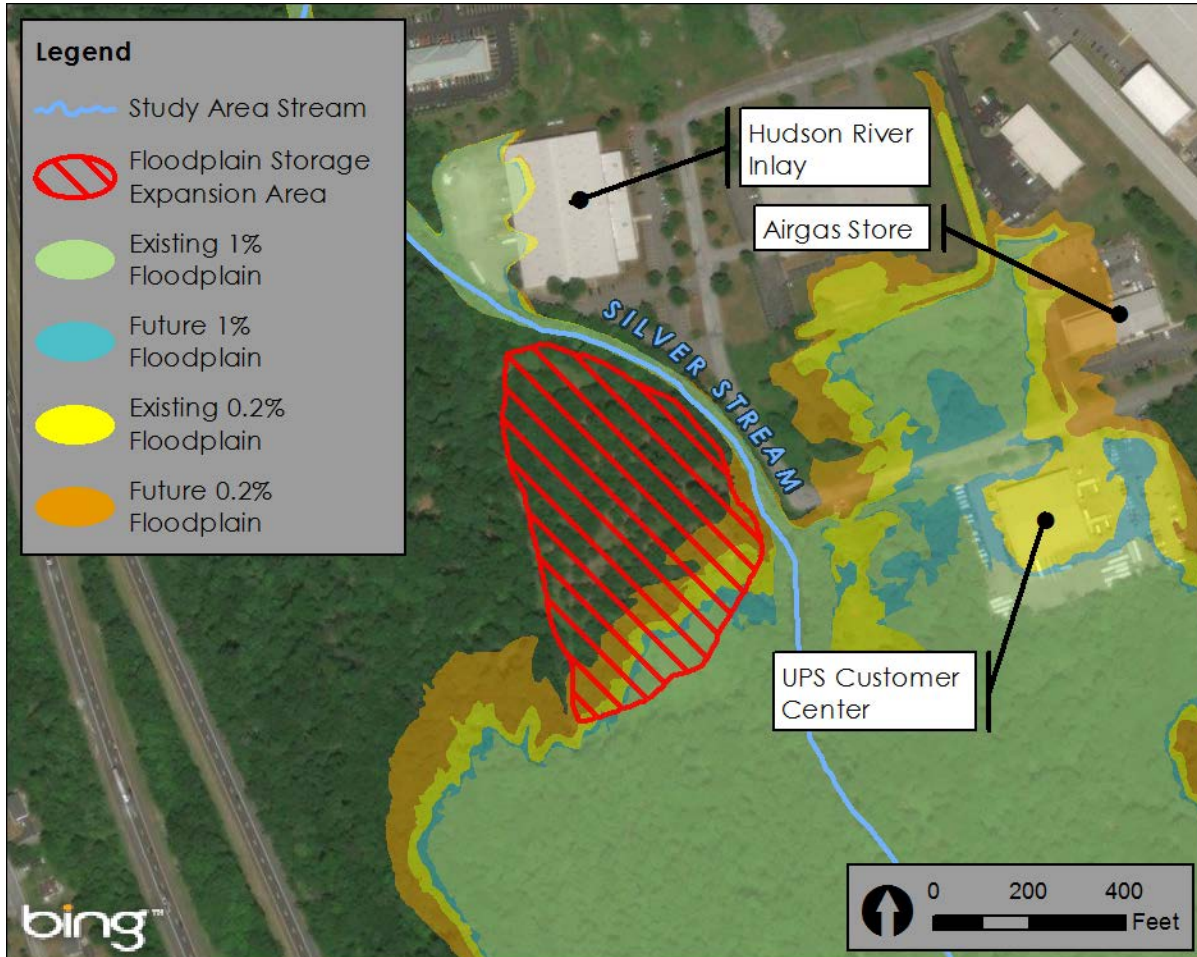 Legend
Study Area Stream
Floodplain Storage
Expansion Area
Existing 1%
Floodplain
Future 1%
Floodplain
Existing 0.2%
Floodplain
Future 0.2%
Floodplain
Hudson River
Inlay
Airgas Store
SILVER STREAM
UPS Customer
Center
bing™
0 200 400
Feet